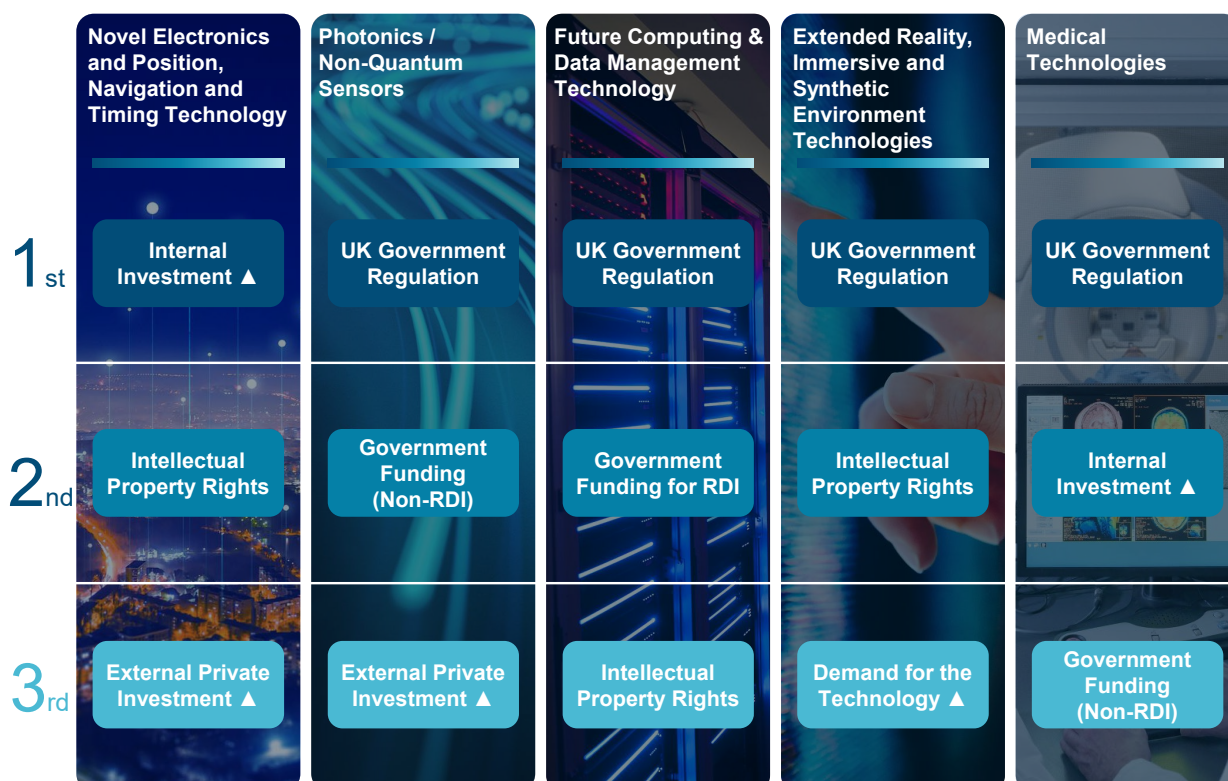 Novel Electronics
and Position,
Navigation and
Timing Technology
Photonics /
Non-Quantum
Sensors
Future Computing &
Data Management
Technology
Extended Reality,
Immersive and
Synthetic
Environment
Technologies
Medical
Technologies
1st
Internal
Investment ▲
UK Government
Regulation
UK Government
Regulation
UK Government
Regulation
UK Government
Regulation
2nd
Intellectual
Property Rights
Government
Funding
(Non-RDI)
Government
Funding for RDI
Intellectual
Property Rights
Internal
Investment ▲
3rd
External Private
Investment ▲
External Private
Investment ▲
Intellectual
Property Rights
Demand for the
Technology ▲
Government
Funding
(Non-RDI)